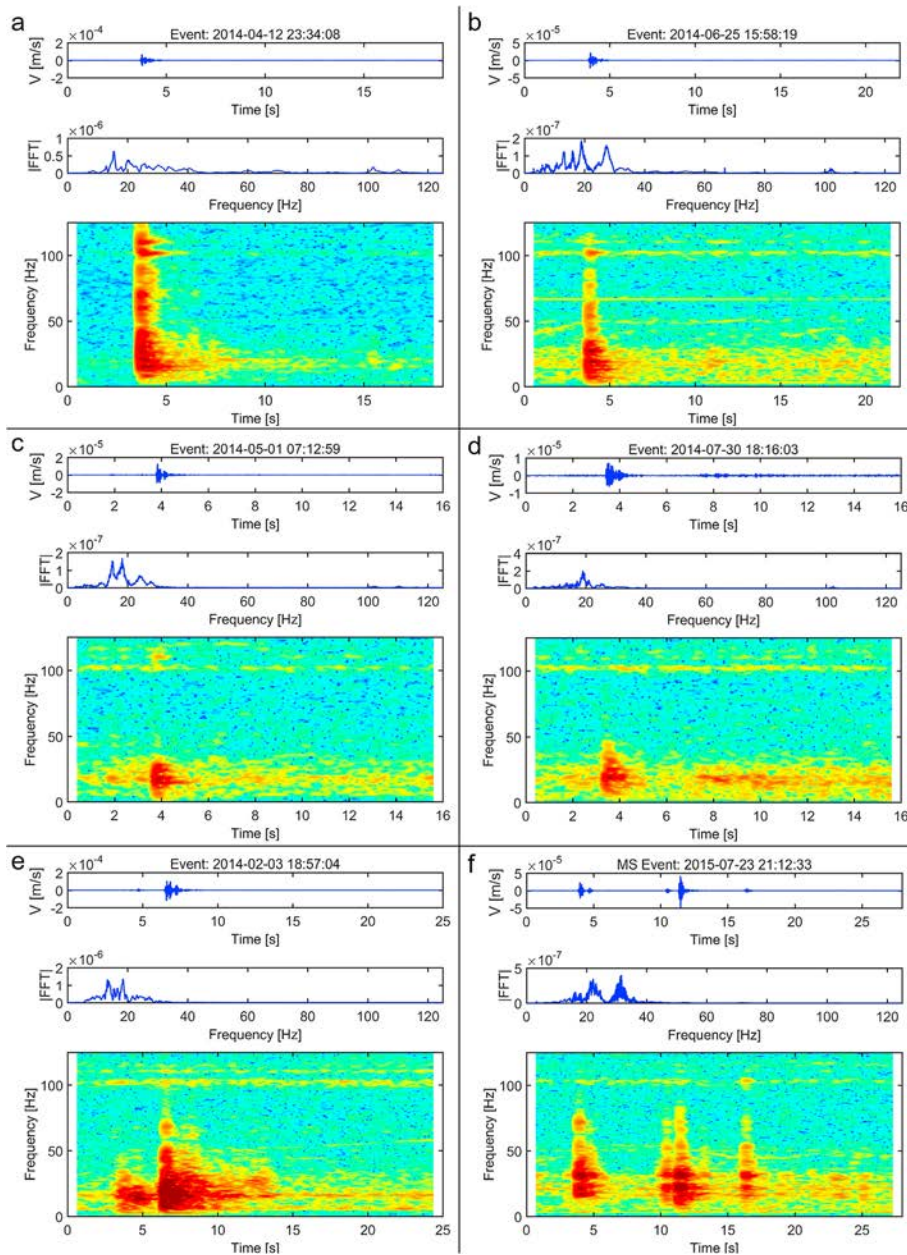 a
Event: 2014-04-12 23:34:08
×10⁻⁴
V [m/s]
2
0
-2
0 5 10 15
Time [s]
×10⁻⁶
|FFT|
1
0.5
0
0 20 40 60 80 100 120
Frequency [Hz]
Frequency [Hz]
100
50
0
0 5 10 15
Time [s]
b
Event: 2014-06-25 15:58:19
×10⁻⁵
V [m/s]
5
0
-5
0 5 10 15 20
Time [s]
×10⁻⁷
|FFT|
2
1
0
0 20 40 60 80 100 120
Frequency [Hz]
Frequency [Hz]
100
50
0
0 5 10 15 20
Time [s]
c
Event: 2014-05-01 07:12:59
×10⁻⁵
V [m/s]
2
0
-2
0 2 4 6 8 10 12 14 16
Time [s]
×10⁻⁷
|FFT|
2
1
0
0 20 40 60 80 100 120
Frequency [Hz]
Frequency [Hz]
100
50
0
0 2 4 6 8 10 12 14 16
Time [s]
d
Event: 2014-07-30 18:16:03
×10⁻⁵
V [m/s]
1
0
-1
0 2 4 6 8 10 12 14 16
Time [s]
×10⁻⁷
|FFT|
4
2
0
0 20 40 60 80 100 120
Frequency [Hz]
Frequency [Hz]
100
50
0
0 2 4 6 8 10 12 14 16
Time [s]
e
Event: 2014-02-03 18:57:04
×10⁻⁴
V [m/s]
2
0
-2
0 5 10 15 20 25
Time [s]
×10⁻⁶
|FFT|
2
1
0
0 20 40 60 80 100 120
Frequency [Hz]
Frequency [Hz]
100
50
0
0 5 10 15 20 25
Time [s]
f
MS Event: 2015-07-23 21:12:33
×10⁻⁵
V [m/s]
5
0
-5
0 5 10 15 20 25
Time [s]
×10⁻⁷
|FFT|
5
0
0 20 40 60 80 100 120
Frequency [Hz]
Frequency [Hz]
100
50
0
0 5 10 15 20 25
Time [s]